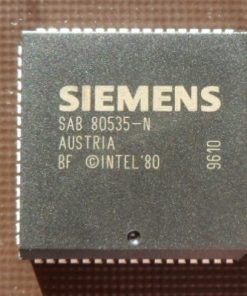 SIEMENS
SAB 80535-N
AUSTRIA
BF ©INTEL'80
9610